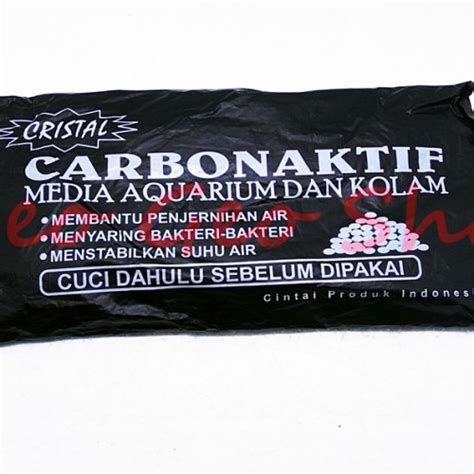 CRISTAL
CARBONAKTIF
MEDIA AQUARIUM DAN KOLAM
• MEMBANTU PENJERNIHAN AIR
• MENYARING BAKTERI-BAKTERI
• MENSTABILKAN SUHU AIR
CUCI DAHULU SEBELUM DIPAKAI
Cintai Produk Indones